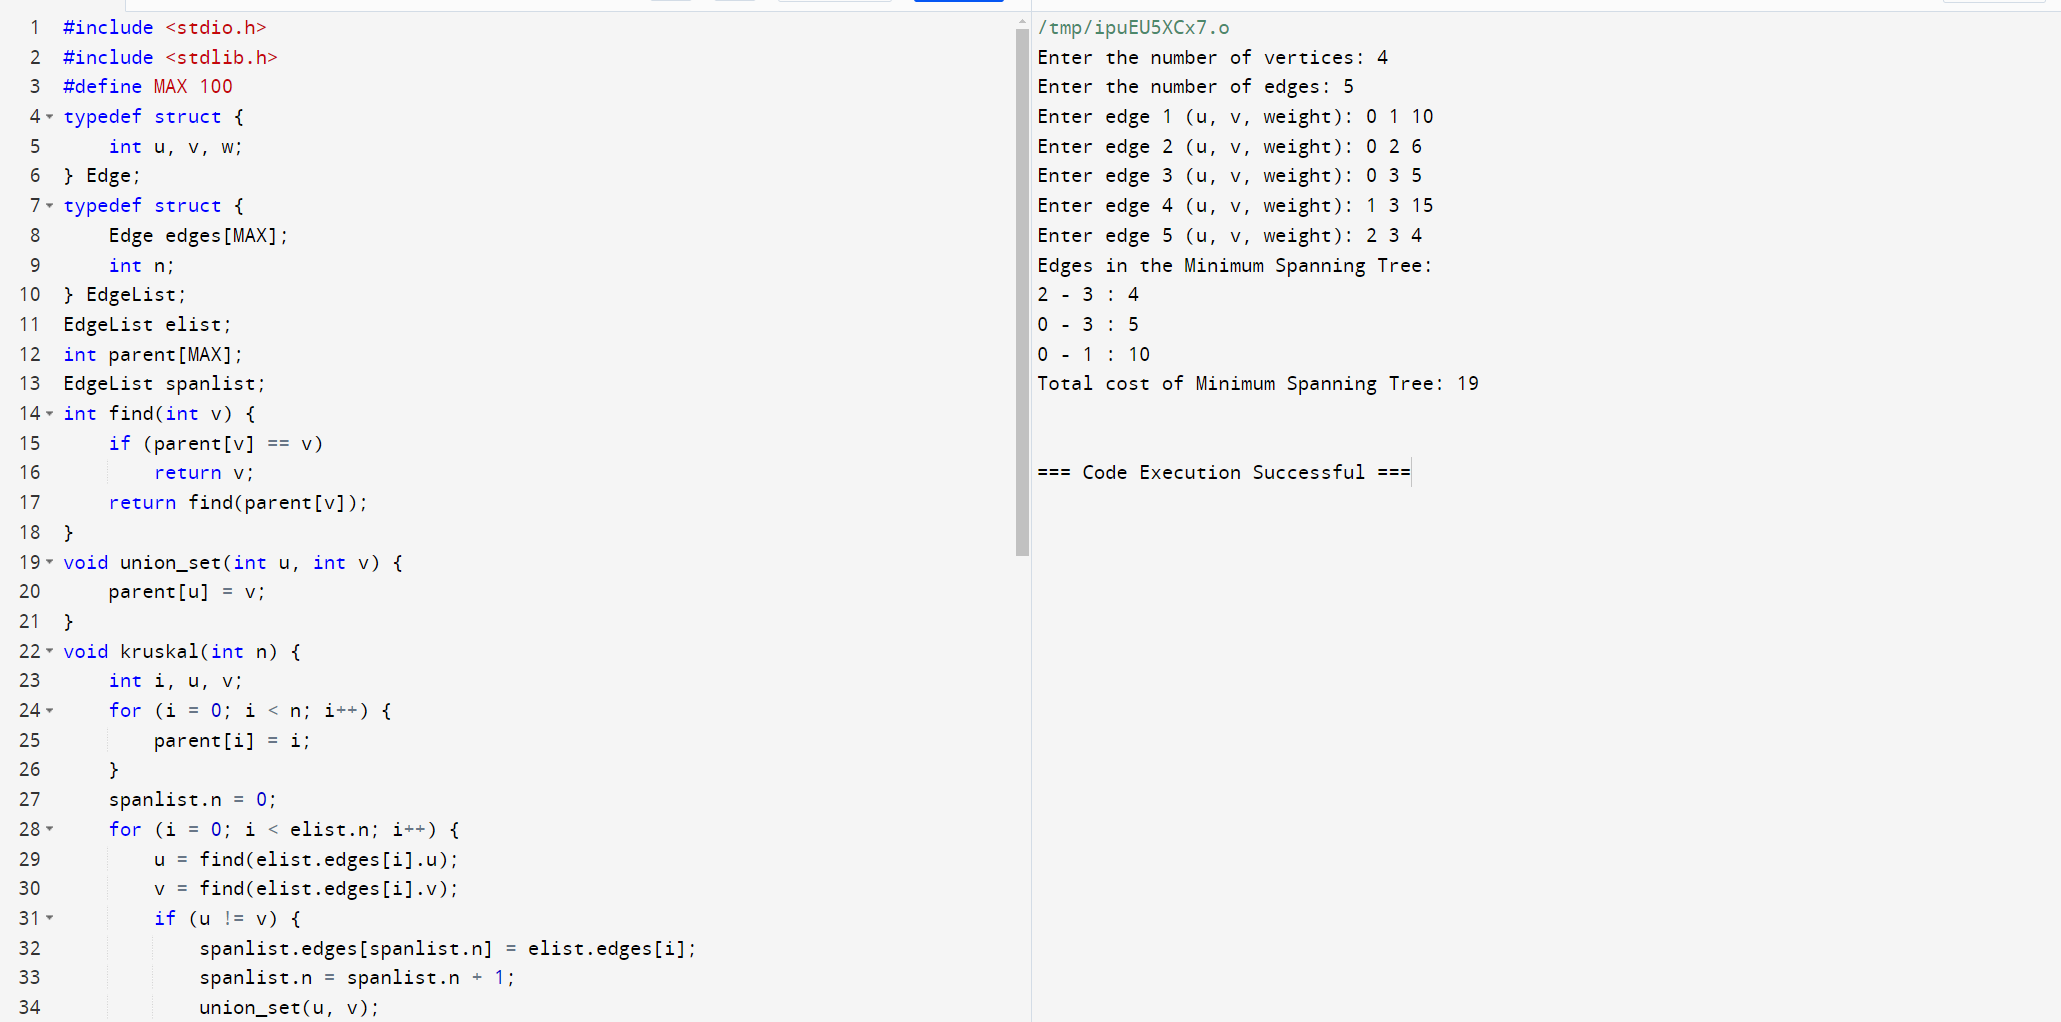 1 #include <stdio.h>
2 #include <stdlib.h>
3 #define MAX 100
4 typedef struct {
5     int u, v, w;
6 } Edge;
7 typedef struct {
8     Edge edges[MAX];
9     int n;
10 } EdgeList;
11 EdgeList elist;
12 int parent[MAX];
13 EdgeList spanlist;
14 int find(int v) {
15     if (parent[v] == v)
16         return v;
17     return find(parent[v]);
18 }
19 void union_set(int u, int v) {
20     parent[u] = v;
21 }
22 void kruskal(int n) {
23     int i, u, v;
24     for (i = 0; i < n; i++) {
25         parent[i] = i;
26     }
27     spanlist.n = 0;
28     for (i = 0; i < elist.n; i++) {
29         u = find(elist.edges[i].u);
30         v = find(elist.edges[i].v);
31         if (u != v) {
32             spanlist.edges[spanlist.n] = elist.edges[i];
33             spanlist.n = spanlist.n + 1;
34             union_set(u, v);
/tmp/ipuEU5XCx7.o
Enter the number of vertices: 4
Enter the number of edges: 5
Enter edge 1 (u, v, weight): 0 1 10
Enter edge 2 (u, v, weight): 0 2 6
Enter edge 3 (u, v, weight): 0 3 5
Enter edge 4 (u, v, weight): 1 3 15
Enter edge 5 (u, v, weight): 2 3 4
Edges in the Minimum Spanning Tree:
2 - 3 : 4
0 - 3 : 5
0 - 1 : 10
Total cost of Minimum Spanning Tree: 19
=== Code Execution Successful ===